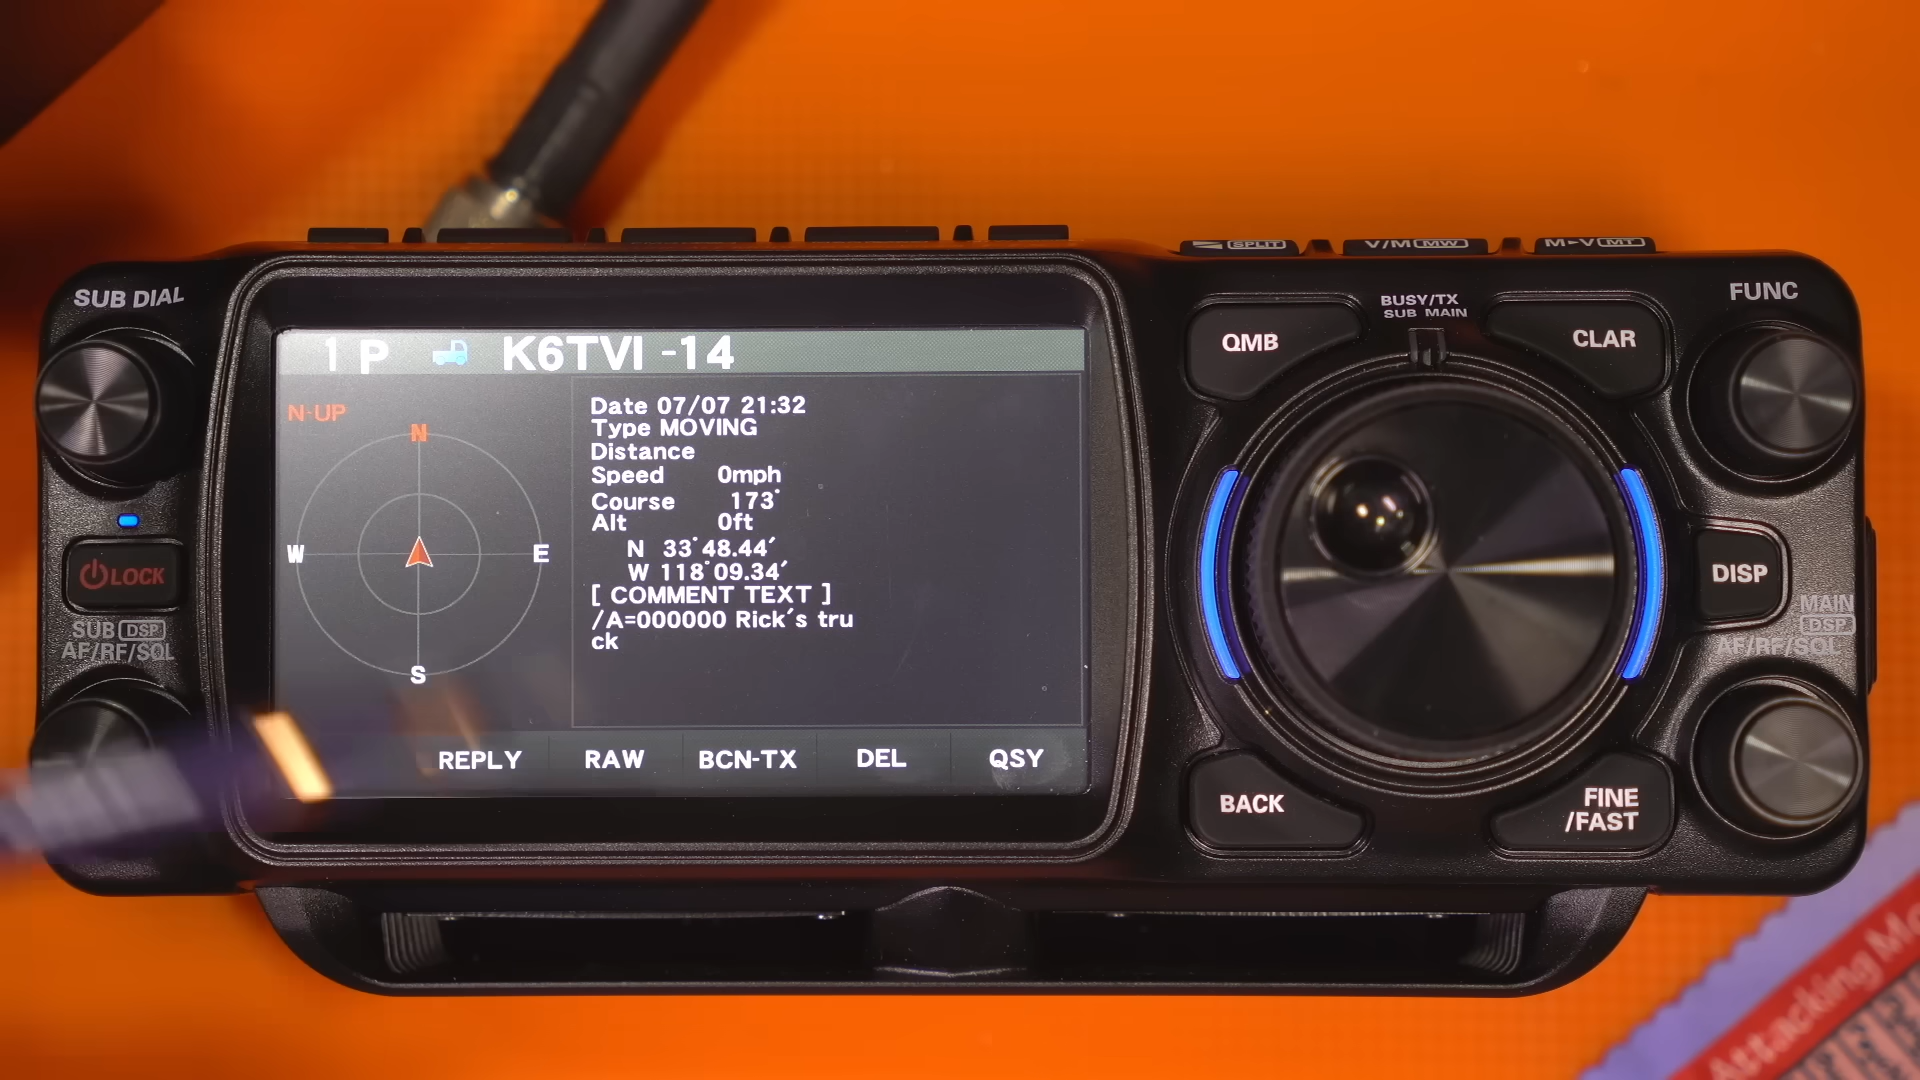 SPLIT
V/M MW
M▶V MT
SUB DIAL
BUSY/TX
SUB MAIN
FUNC
QMB
CLAR
1 P K6TVI -14
N-UP
N
W
E
S
Date 07/07 21:32
Type MOVING
Distance
Speed 0mph
Course 173°
Alt 0ft
N 33°48.44′
W 118°09.34′
[ COMMENT TEXT ]
/A=000000 Rick's tru
ck
LOCK
DISP
SUB DSP
AF/RF/SQL
MAIN
DSP
AF/RF/SQL
REPLY RAW BCN-TX DEL QSY
BACK
FINE
/FAST
Attacking